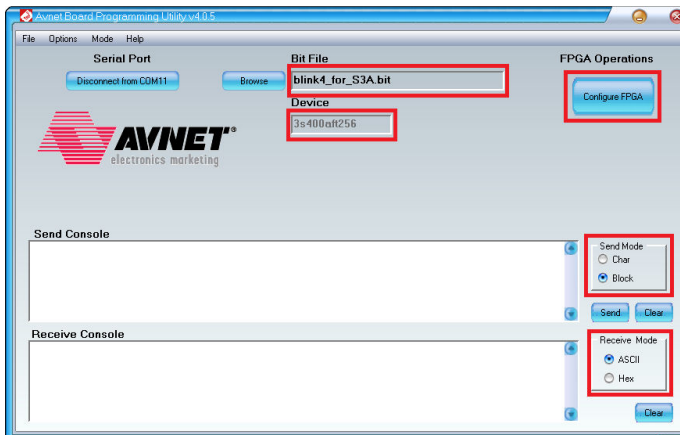 Avnet Board Programming Utility v4.0.5
File Options Mode Help
Serial Port
Disconnect from COM11
Browse
Bit File
blink4_for_S3A.bit
Device
3s400aft256
FPGA Operations
Configure FPGA
AVNET®
electronics marketing
Send Console
Send Mode
Char
Block
Send Clear
Receive Console
Receive Mode
ASCII
Hex
Clear